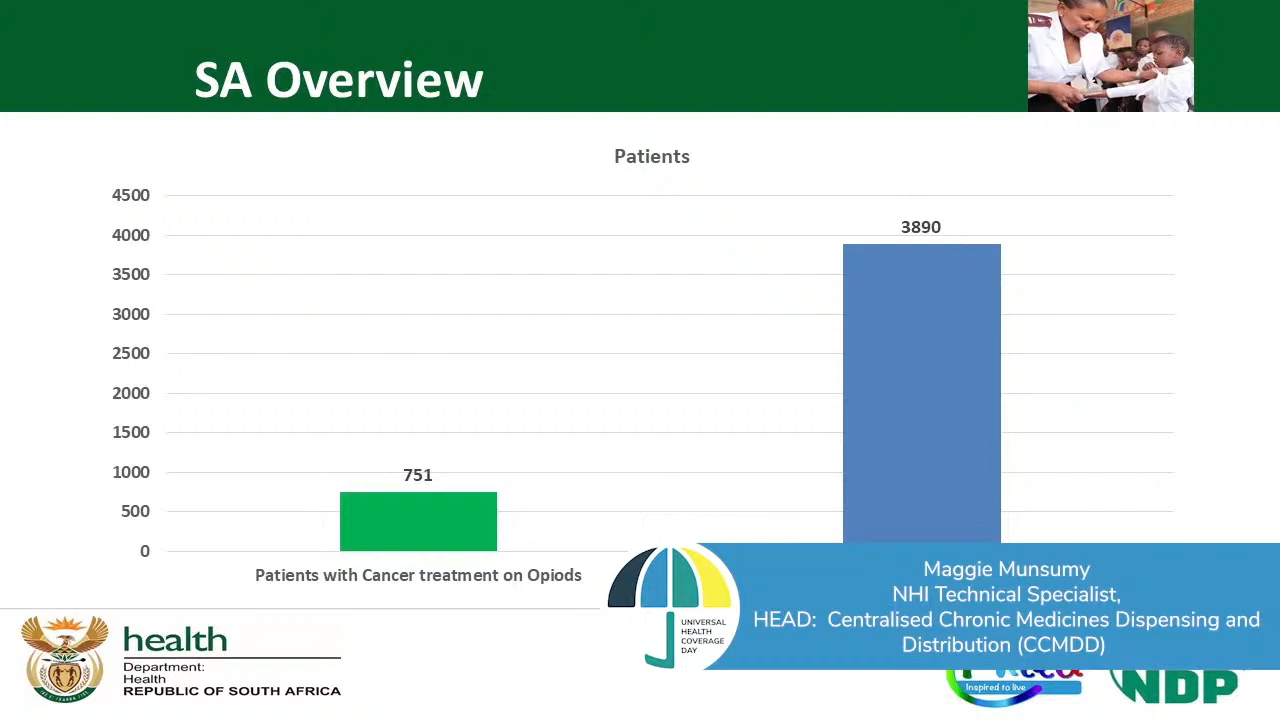 SA Overview
Patients
4500
4000
3500
3000
2500
2000
1500
1000
500
0
751
3890
Patients with Cancer treatment on Opiods
UNIVERSAL
HEALTH
COVERAGE
DAY
Maggie Munsumy
NHI Technical Specialist,
HEAD:  Centralised Chronic Medicines Dispensing and
Distribution (CCMDD)
health
Department:
Health
REPUBLIC OF SOUTH AFRICA
Inspired to live
NDP